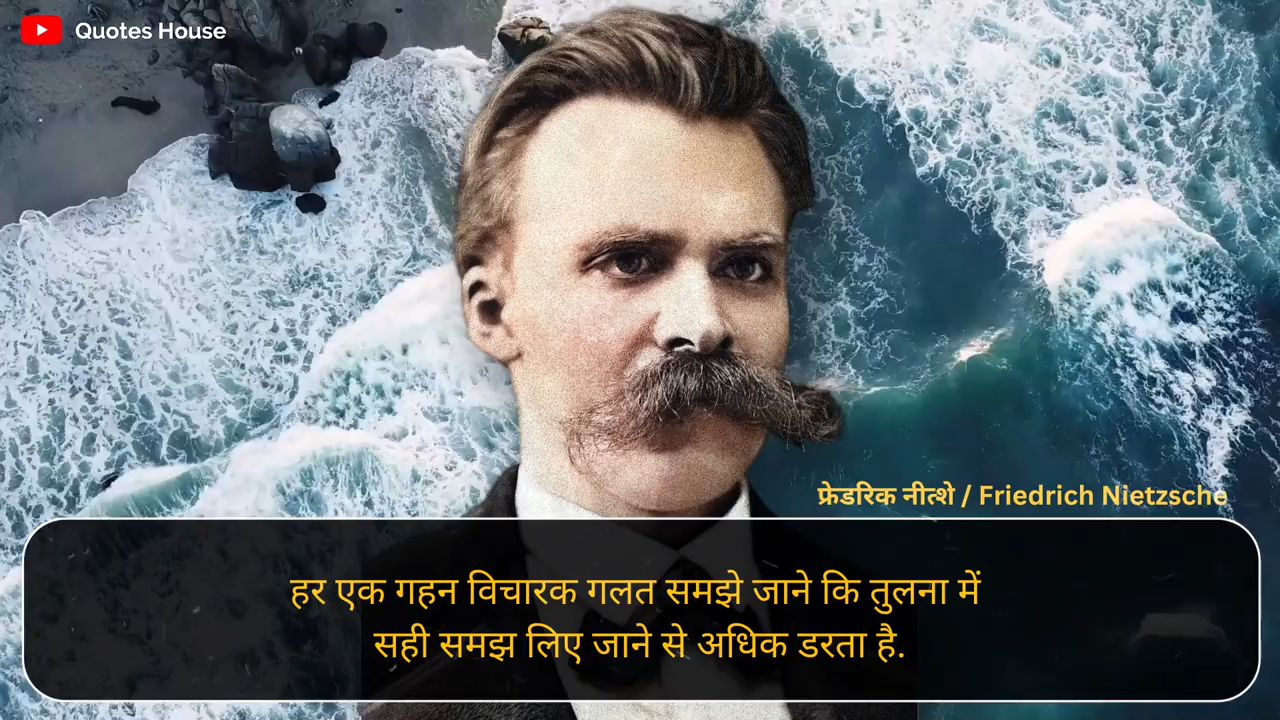 Quotes House
फ्रेडरिक नीत्शे / Friedrich Nietzsche
हर एक गहन विचारक गलत समझे जाने कि तुलना में
सही समझ लिए जाने से अधिक डरता है.